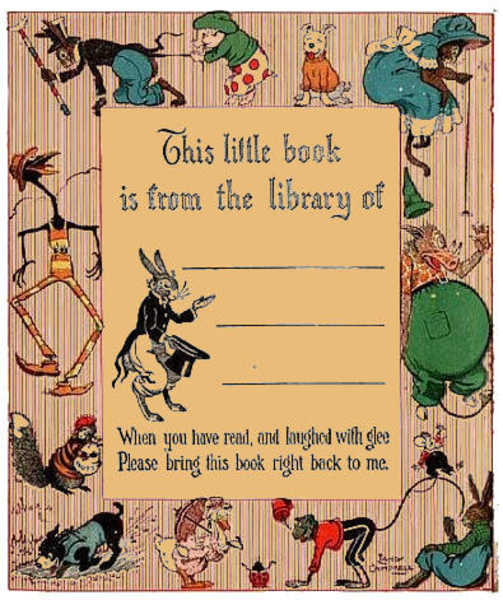 This little book
is from the library of
When you have read, and laughed with glee
Please bring this book right back to me.